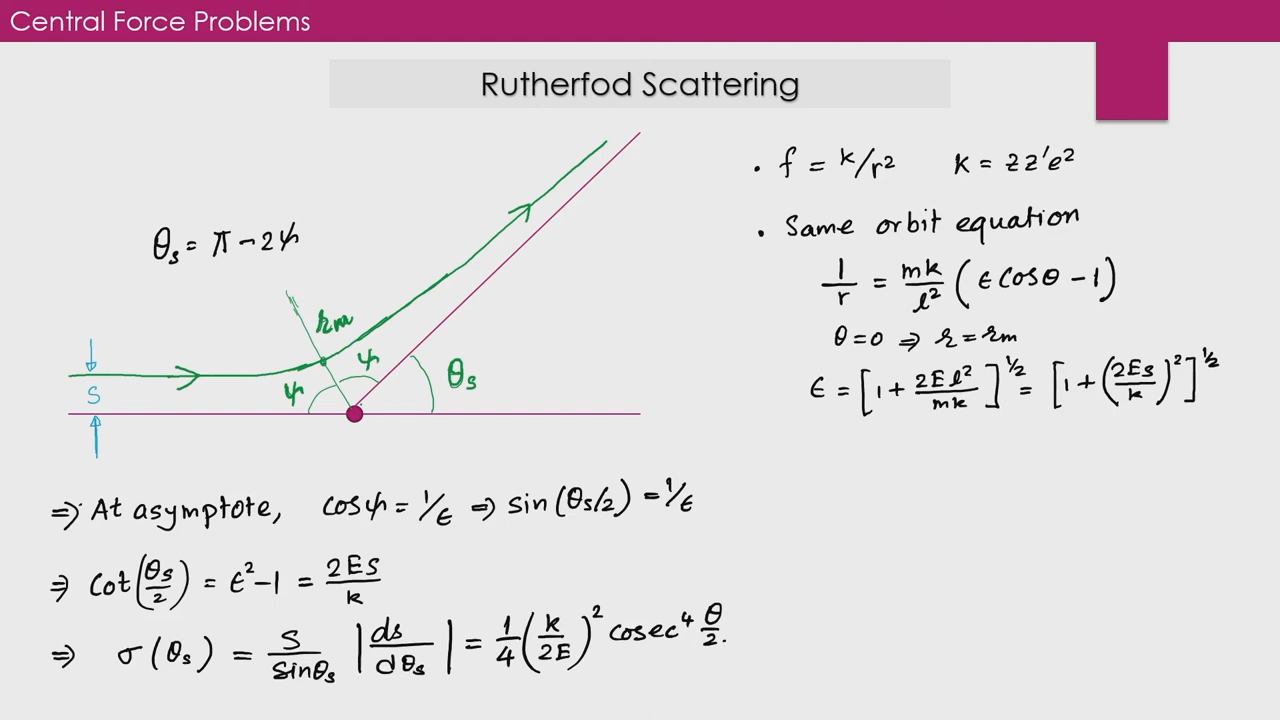 Central Force Problems
Rutherfod Scattering
θₛ = π - 2ψ
rₘ
ψ
ψ
θₛ
S
• f = k/r² k = zz'e²
• Same orbit equation
1/r = mk/l² (ϵ cosθ - 1)
θ=0 ⇒ r=rₘ
ϵ = [1 + 2El²/mk]^1/2 = [1 + (2Es/k)²]^1/2
⇒ At asymptote, cosψ = 1/ϵ ⇒ sin(θₛ/2) = 1/ϵ
⇒ cot(θₛ/2) = ϵ² - 1 = 2ES/k
⇒ σ(θₛ) = S/sinθₛ |ds/dθₛ| = 1/4 (k/2E)² cosec⁴ θ/2.